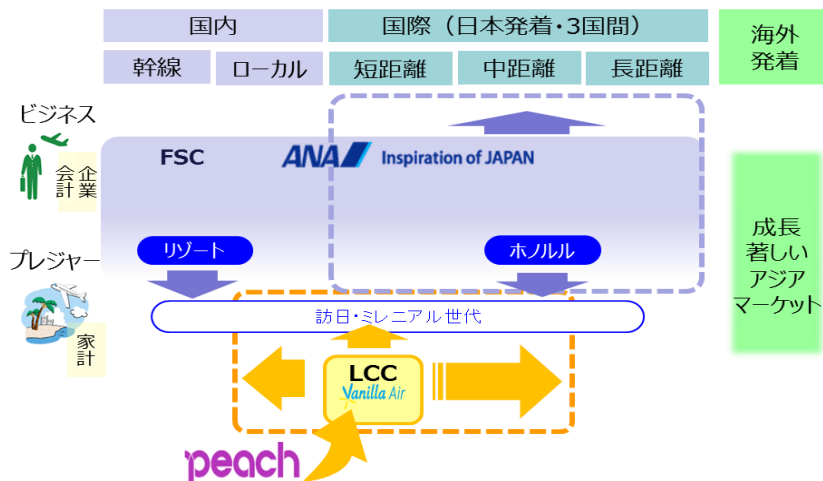 国内
国際（日本発着・3国間）
海外
発着
幹線
ローカル
短距離
中距離
長距離
ビジネス
企業
会計
FSC
ANA
Inspiration of JAPAN
リゾート
ホノルル
プレジャー
家計
成長
著しい
アジア
マーケット
訪日・ミレニアル世代
LCC
Vanilla Air
peach